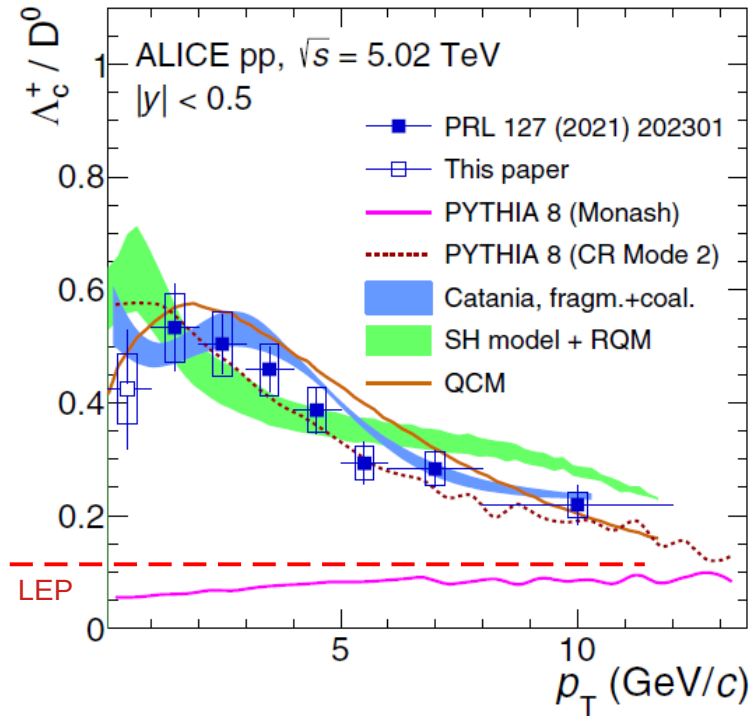 Λc+ / D0
ALICE pp, √s = 5.02 TeV
|y| < 0.5
PRL 127 (2021) 202301
This paper
PYTHIA 8 (Monash)
PYTHIA 8 (CR Mode 2)
Catania, fragm.+coal.
SH model + RQM
QCM
1
0.8
0.6
0.4
0.2
LEP
0
5
10
pT (GeV/c)